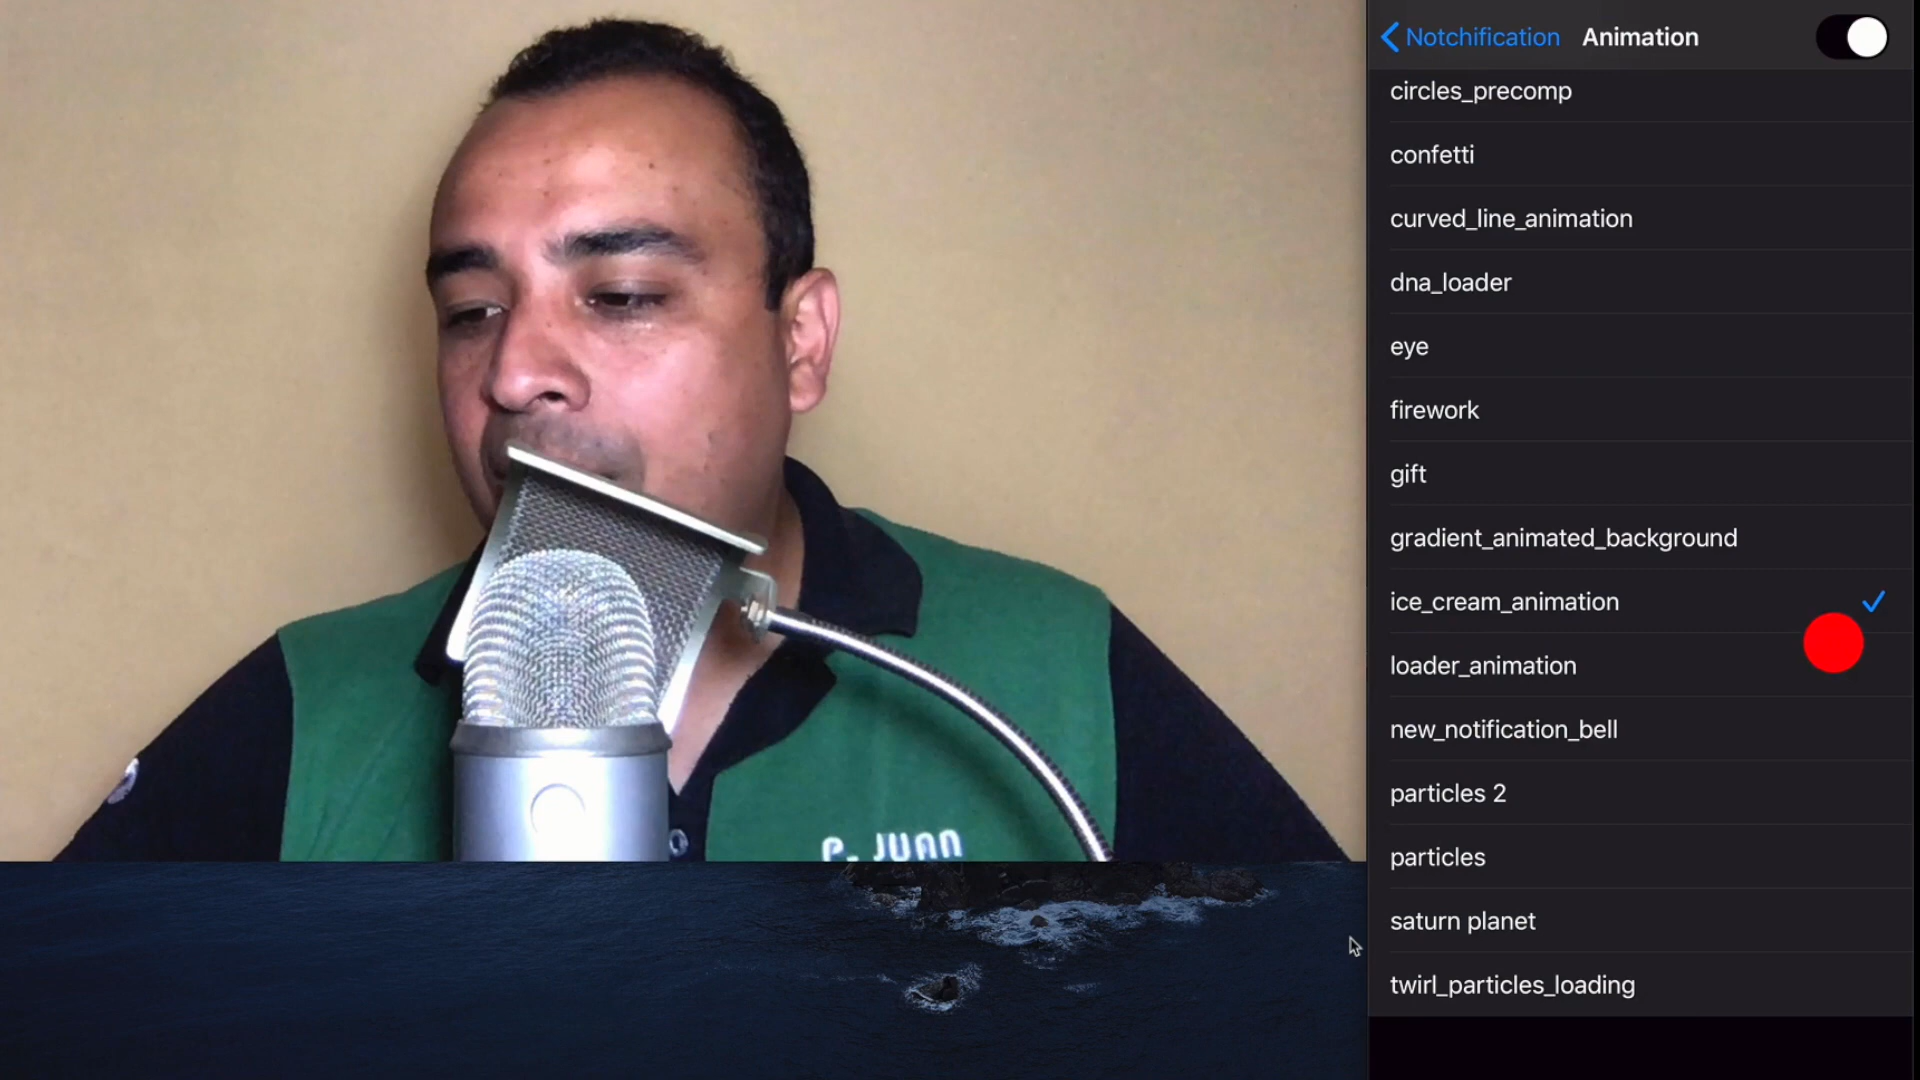 Notchification Animation
circles_precomp
confetti
curved_line_animation
dna_loader
eye
firework
gift
gradient_animated_background
ice_cream_animation
loader_animation
new_notification_bell
particles 2
particles
saturn planet
twirl_particles_loading
C. JUAN